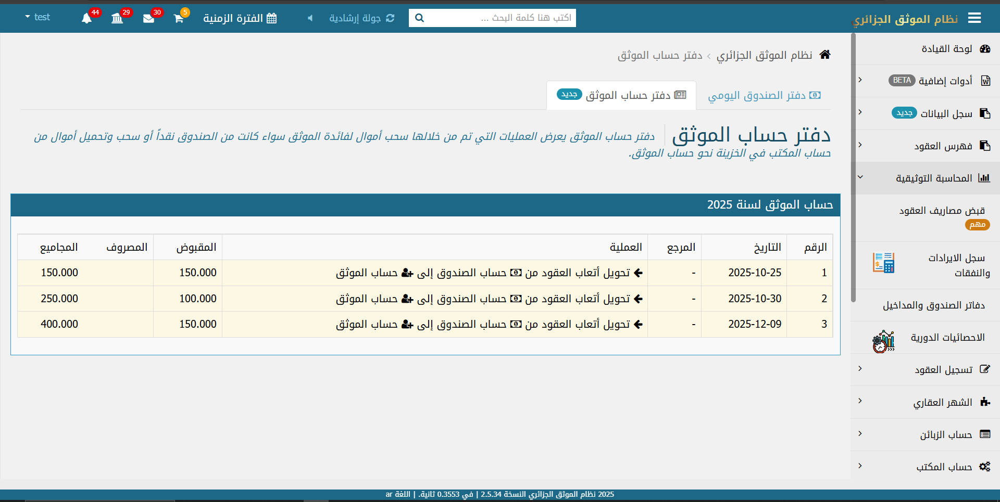 نظام الموثق الجزائري
اكتب هنا كلمة البحث ...
جولة إرشادية
الفترة الزمنية
5
30
29
44
test
لوحة القيادة
أدوات إضافية BETA
سجل البيانات جديد
فهرس العقود
المحاسبة التوثيقية
قبض مصاريف العقود
مهم
سجل الايرادات
والنفقات
دفاتر الصندوق والمداخيل
الاحصائيات الدورية
تسجيل العقود
الشهر العقاري
حساب الزبائن
حساب المكتب
نظام الموثق الجزائري › دفتر حساب الموثق
دفتر الصندوق اليومي
دفتر حساب الموثق جديد
دفتر حساب الموثق دفتر حساب الموثق يعرض العمليات التي تم من خلالها سحب أموال لفائدة الموثق سواء كانت من الصندوق نقداً أو سحب وتحميل أموال من
حساب المكتب في الخزينة نحو حساب الموثق.
حساب الموثق لسنة 2025
الرقم التاريخ المرجع العملية المقبوض المصروف المجاميع
1 2025-10-25 - تحويل أتعاب العقود من حساب الصندوق إلى حساب الموثق 150.000 150.000
2 2025-10-30 - تحويل أتعاب العقود من حساب الصندوق إلى حساب الموثق 100.000 250.000
3 2025-12-09 - تحويل أتعاب العقود من حساب الصندوق إلى حساب الموثق 150.000 400.000
2025 نظام الموثق الجزائري النسخة 2.5.34 | في 0.3553 ثانية. | اللغة ar